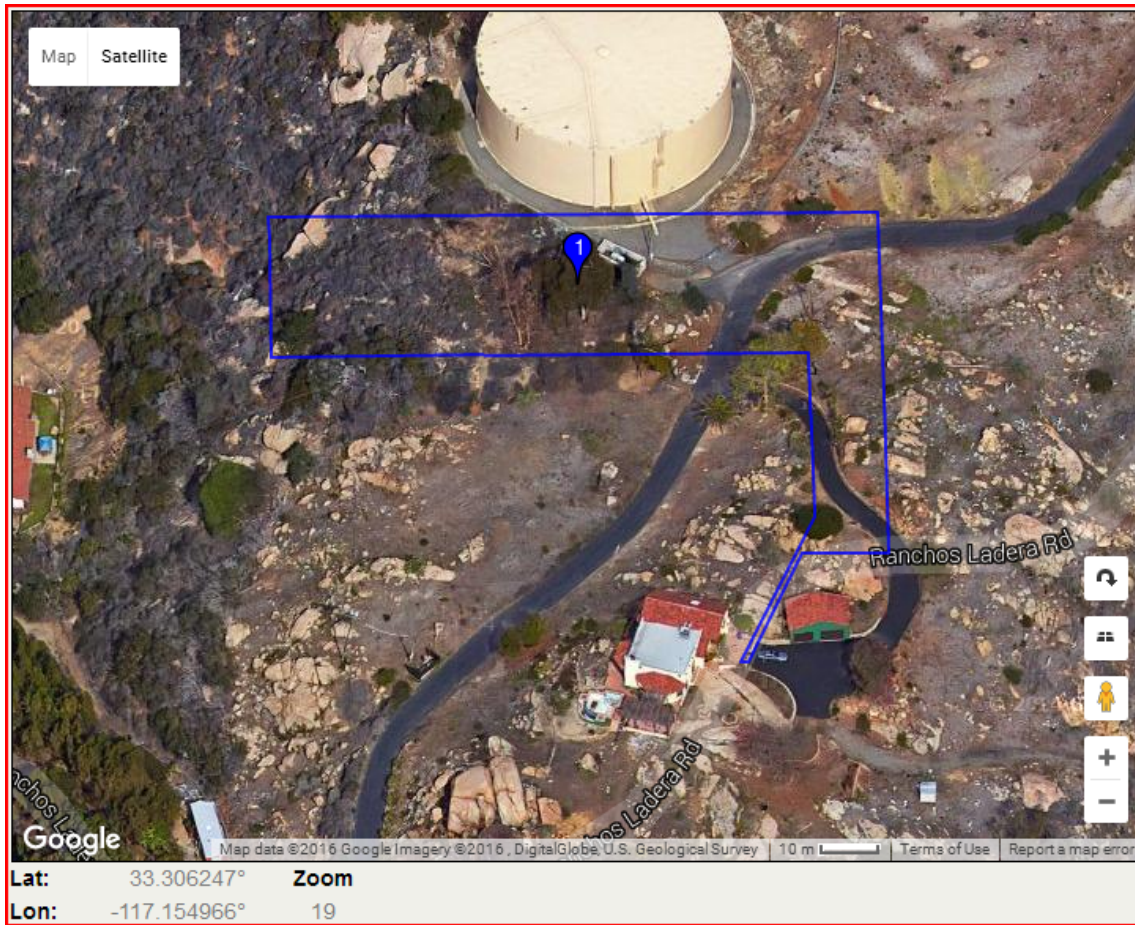 Map Satellite
1
Ranchos Ladera Rd
Ranchos Ladera Rd
nchos L
Google
Map data ©2016 Google Imagery ©2016 , DigitalGlobe, U.S. Geological Survey 10 m Terms of Use Report a map error
Lat: 33.306247° Zoom
Lon: -117.154966° 19